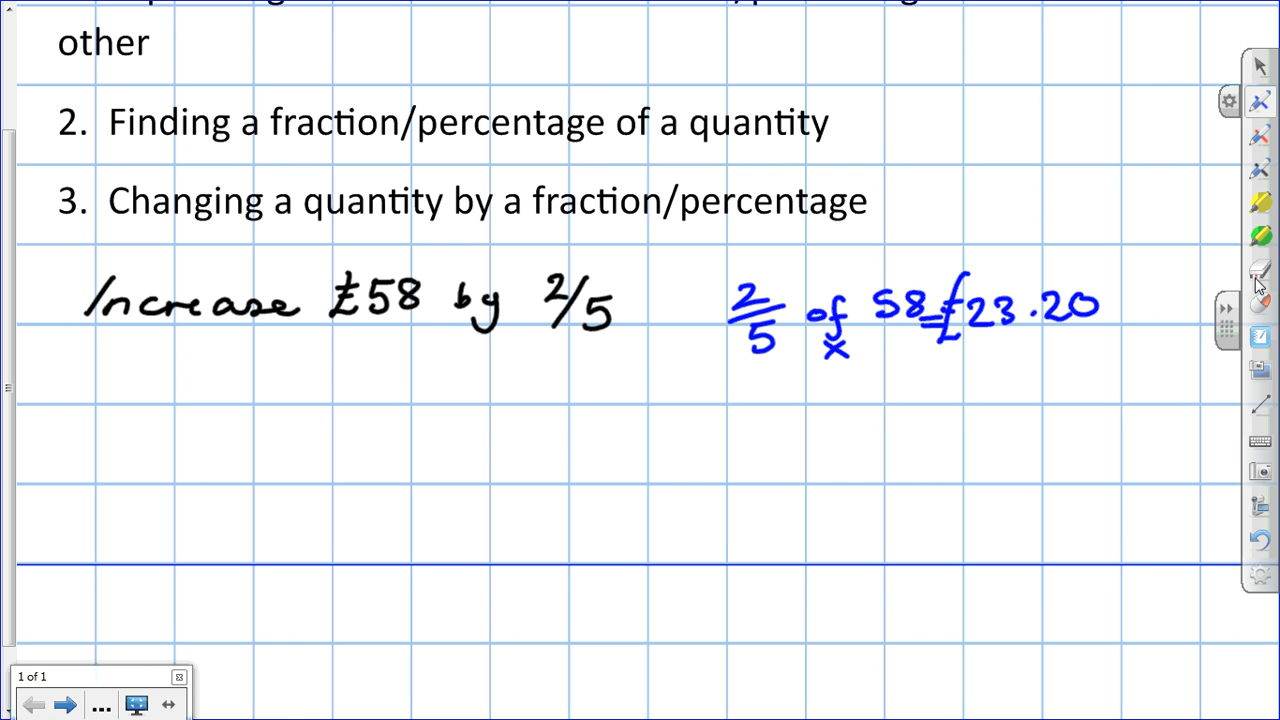 other
2. Finding a fraction/percentage of a quantity
3. Changing a quantity by a fraction/percentage
Increase £58 by 2/5
2/5 of 58 = £23.20
x
1 of 1
...